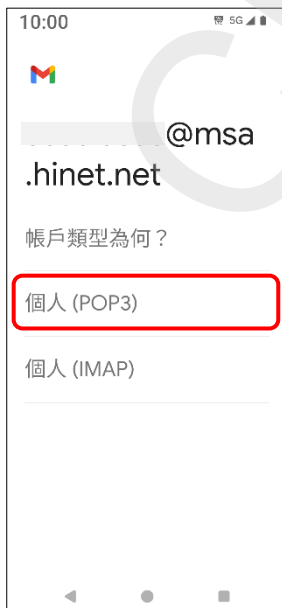 10:00
5G
@msa
.hinet.net
帳戶類型為何？
個人 (POP3)
個人 (IMAP)